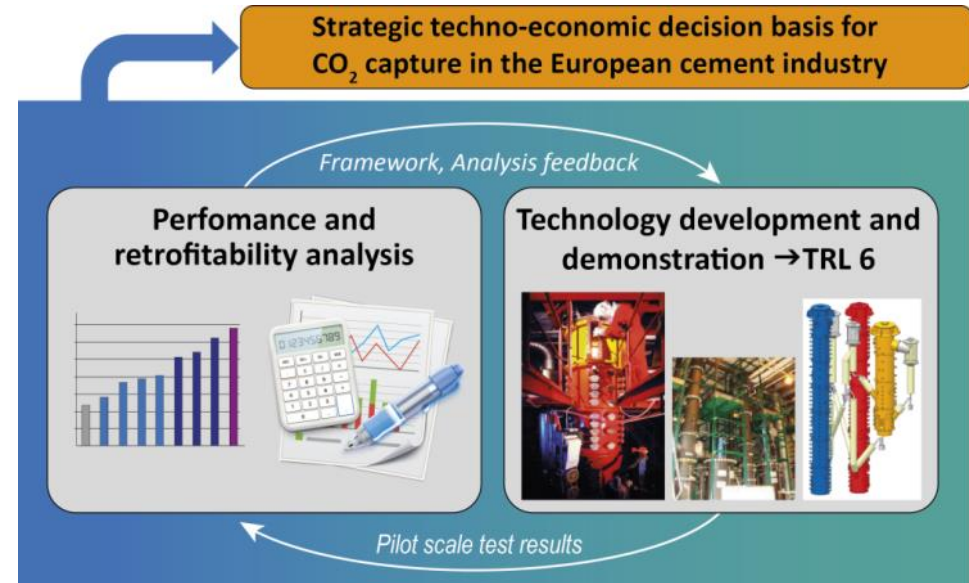 Strategic techno-economic decision basis for
CO₂ capture in the European cement industry
Framework, Analysis feedback
Perfomance and
retrofitability analysis
Technology development and
demonstration →TRL 6
Pilot scale test results